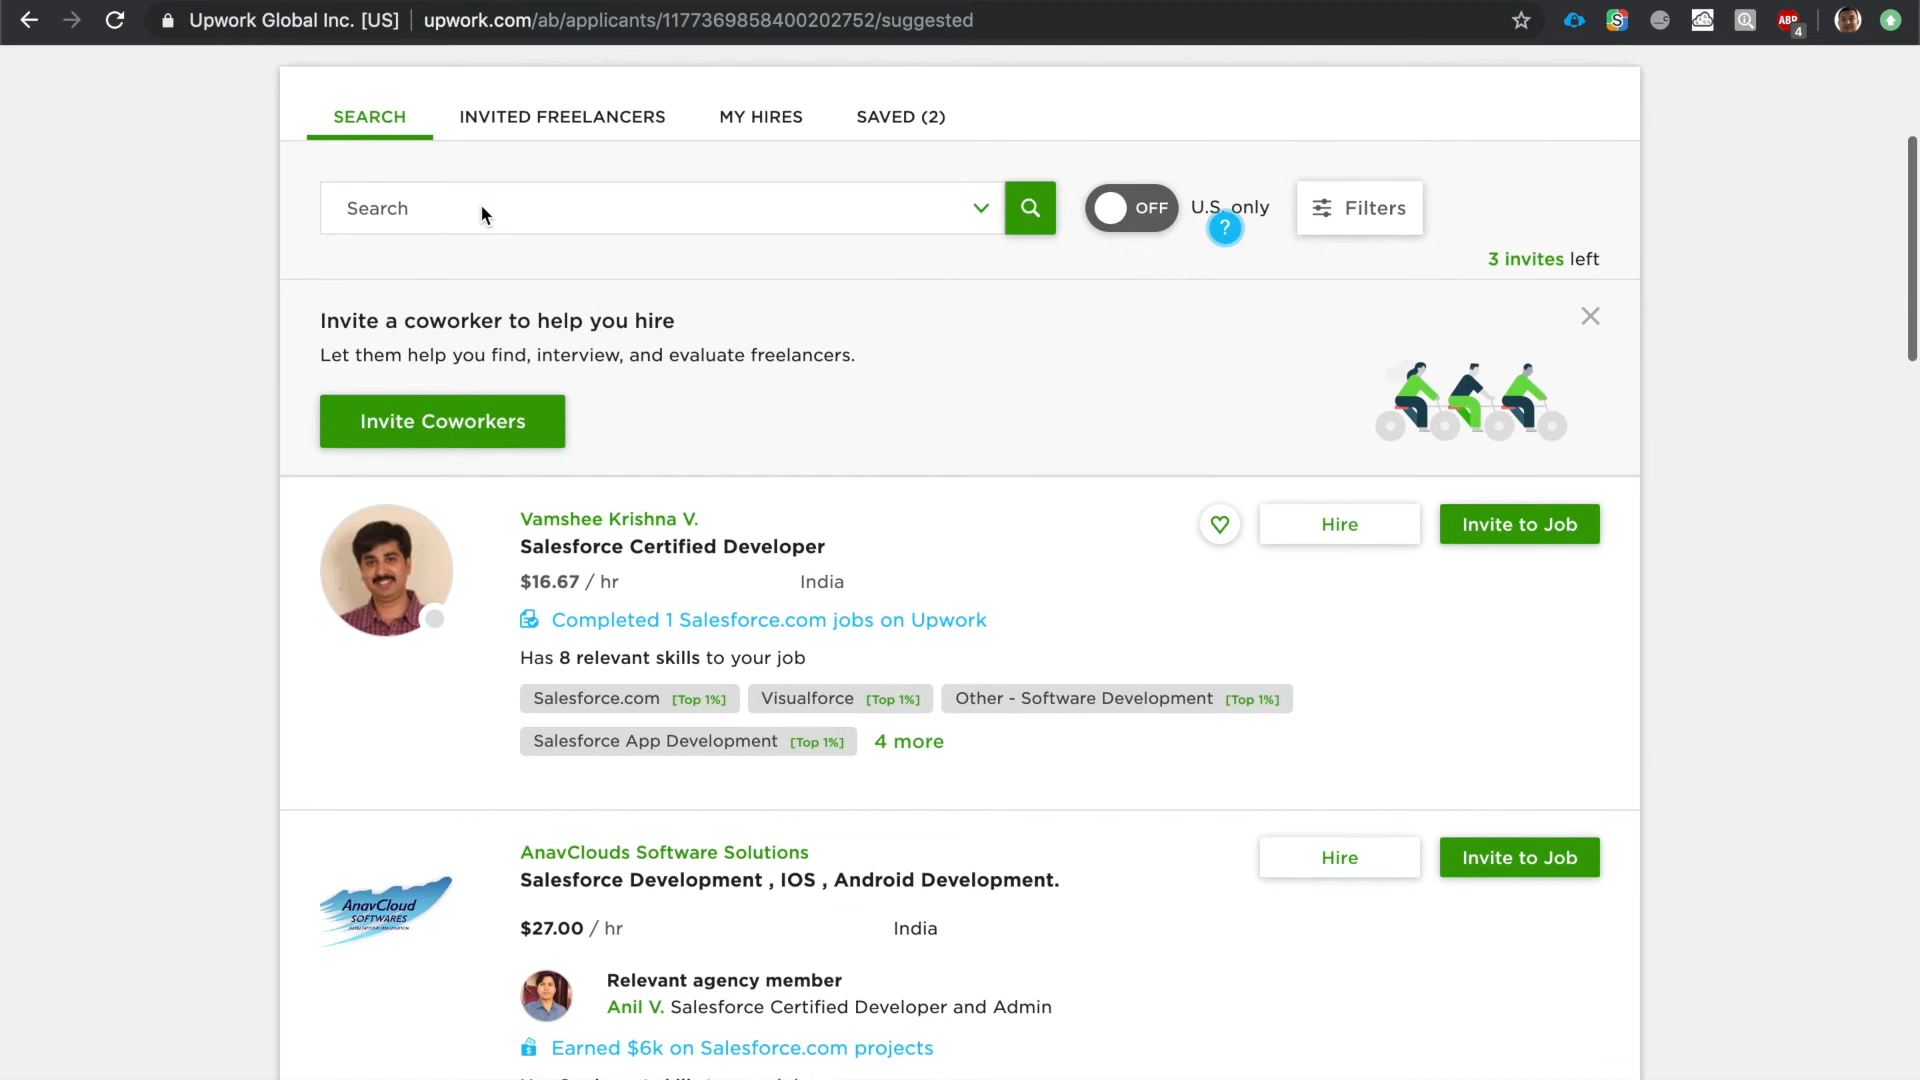 Upwork Global Inc. [US] | upwork.com/ab/applicants/1177369858400202752/suggested
S
ABP
4
SEARCH
INVITED FREELANCERS
MY HIRES
SAVED (2)
Search
OFF
U.S. only
?
Filters
3 invites left
Invite a coworker to help you hire
Let them help you find, interview, and evaluate freelancers.
Invite Coworkers
Vamshee Krishna V.
Hire
Invite to Job
Salesforce Certified Developer
$16.67 / hr
India
Completed 1 Salesforce.com jobs on Upwork
Has 8 relevant skills to your job
Salesforce.com [Top 1%]
Visualforce [Top 1%]
Other - Software Development [Top 1%]
Salesforce App Development [Top 1%]
4 more
AnavClouds Software Solutions
Hire
Invite to Job
Salesforce Development , IOS , Android Development.
AnavCloud
SOFTWARES
$27.00 / hr
India
Relevant agency member
Anil V. Salesforce Certified Developer and Admin
Earned $6k on Salesforce.com projects